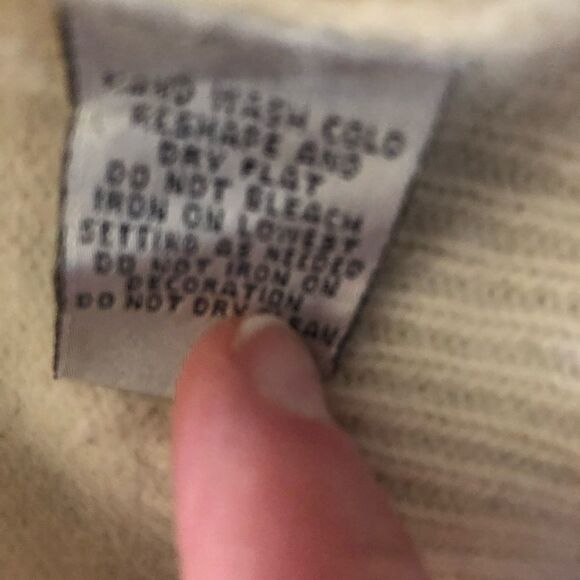 HAND WASH COLD
RESHAPE AND
DRY FLAT
DO NOT BLEACH
IRON ON LOWEST
SETTING AS NEEDED
DO NOT IRON ON
DECORATION
DO NOT DRY CLEAN